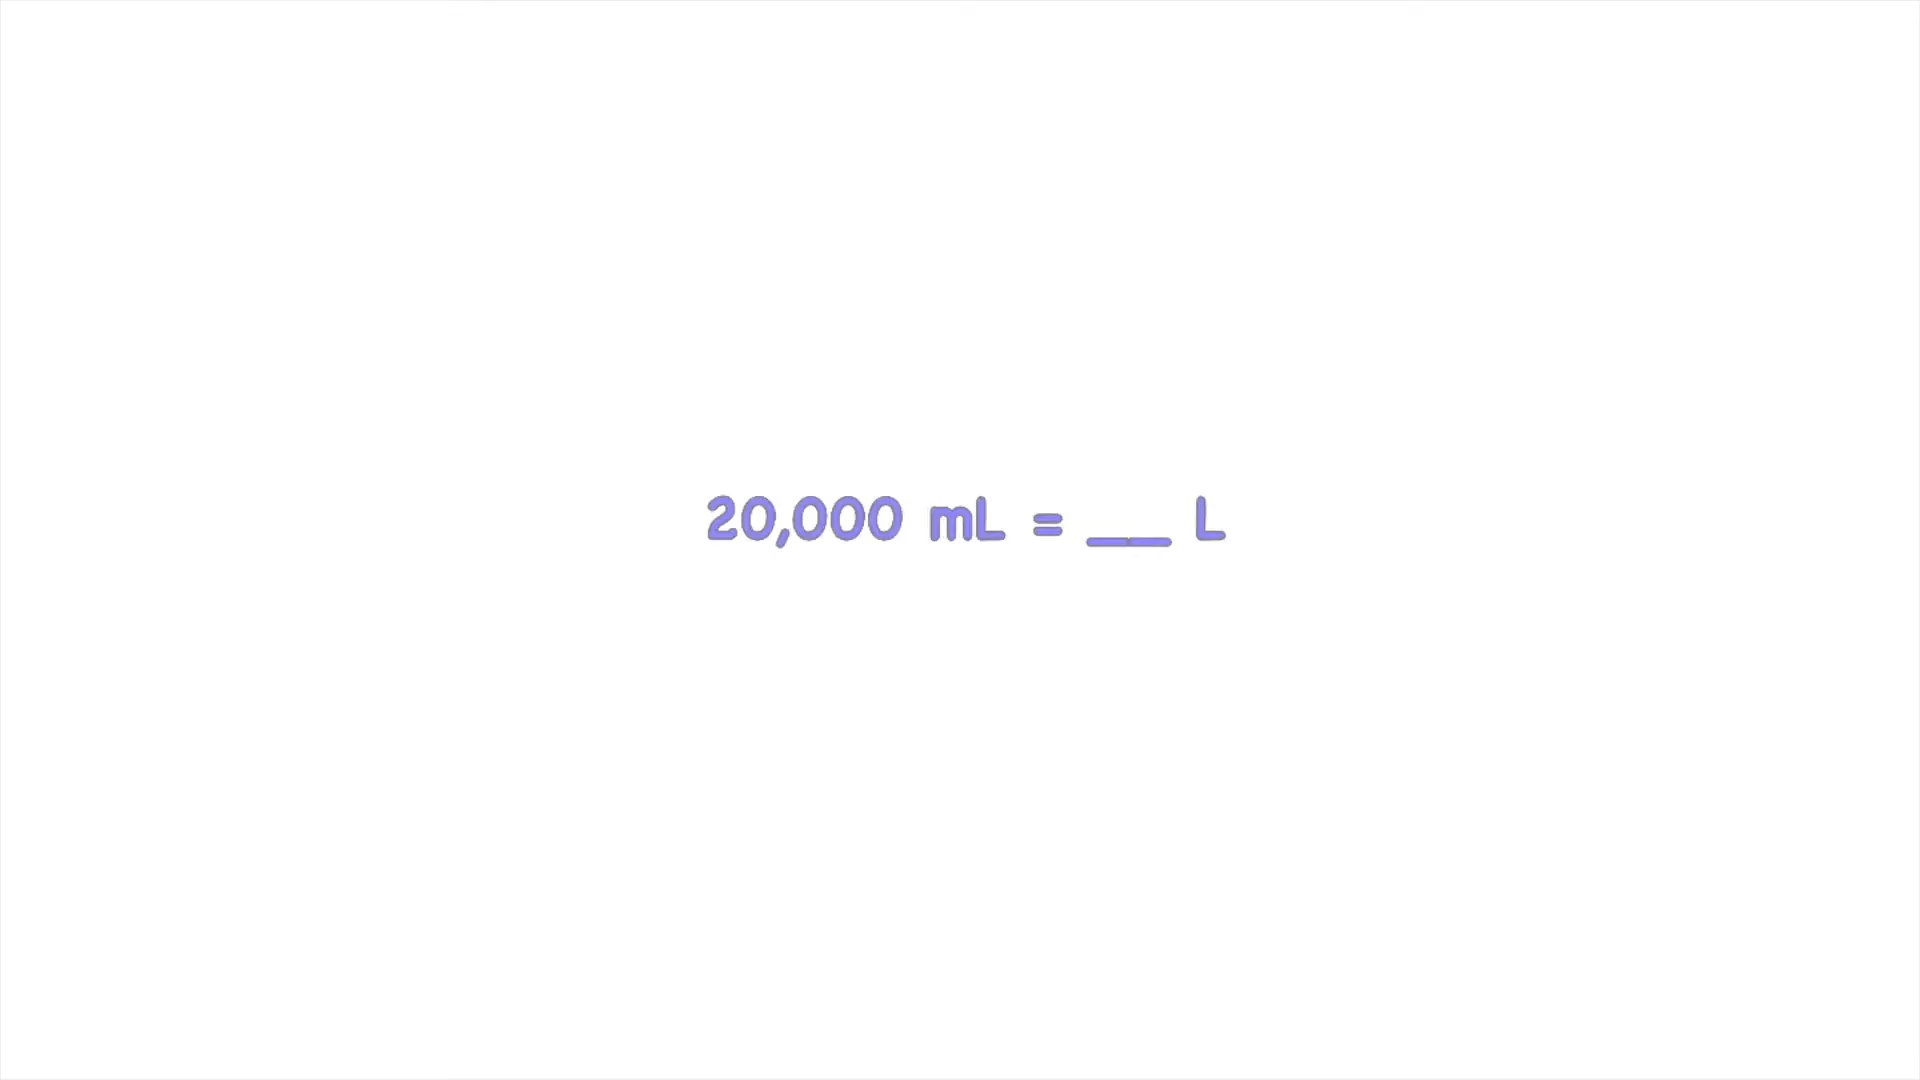 20,000 mL = __ L